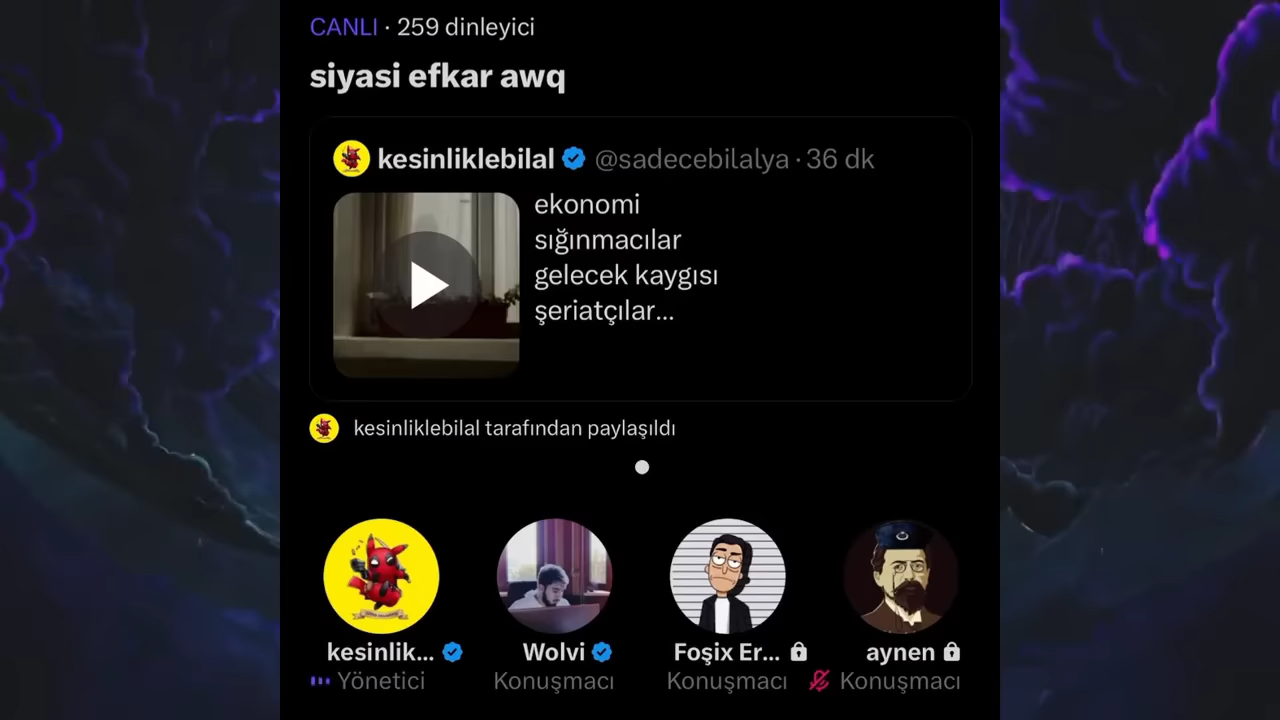 CANLI · 259 dinleyici
siyasi efkar awq
kesinliklebilal @sadecebilalya · 36 dk
ekonomi
sığınmacılar
gelecek kaygısı
şeriatçılar...
kesinliklebilal tarafından paylaşıldı
kesinlik... Wolvi Foşix Er... aynen
Yönetici Konuşmacı Konuşmacı Konuşmacı